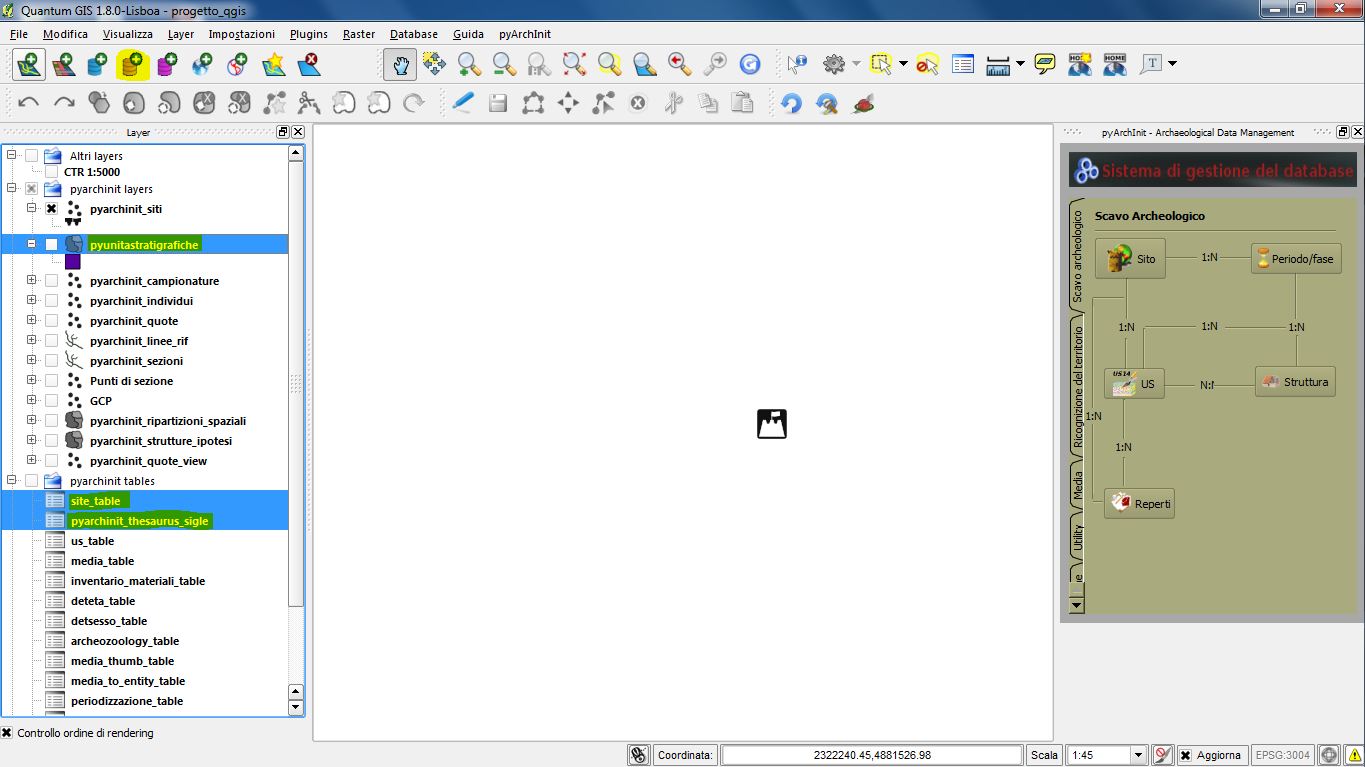 Quantum GIS 1.8.0-Lisboa - progetto_qgis
File Modifica Visualizza Layer Impostazioni Plugins Raster Database Guida pyArchInit
Layer
Altri layers
CTR 1:5000
pyarchinit layers
pyarchinit_siti
pyunitastratigrafiche
pyarchinit_campionature
pyarchinit_individui
pyarchinit_quote
pyarchinit_linee_rif
pyarchinit_sezioni
Punti di sezione
GCP
pyarchinit_ripartizioni_spaziali
pyarchinit_strutture_ipotesi
pyarchinit_quote_view
pyarchinit tables
site_table
pyarchinit_thesaurus_sigle
us_table
media_table
inventario_materiali_table
deteta_table
detsesso_table
archeozoology_table
media_thumb_table
media_to_entity_table
periodizzazione_table
Controllo ordine di rendering
pyArchInit - Archaeological Data Management
Sistema di gestione del database
Scavo archeologico
Ricognizione del territorio
Media
Utility
Scavo Archeologico
Sito
1:N
Periodo/fase
1:N
1:N
1:N
US14
US
N:
Struttura
1:N
1:N
Reperti
Coordinata:
2322240.45,4881526.98
Scala
1:45
Aggiorna
EPSG:3004